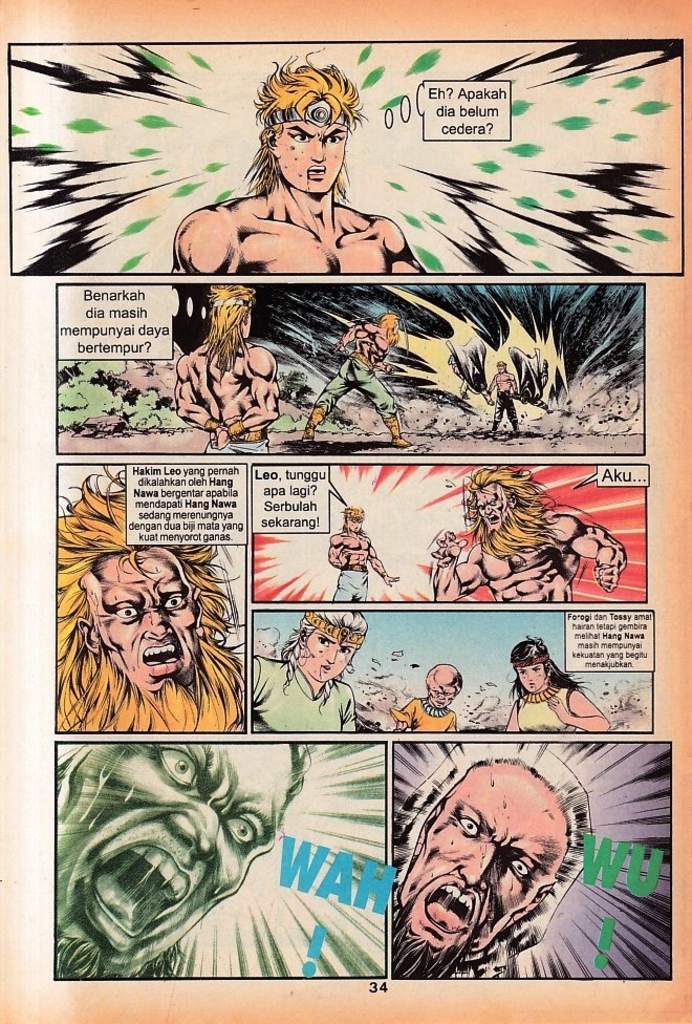 Eh? Apakah
dia belum
cedera?
Benarkah
dia masih
mempunyai daya
bertempur?
Hakim Leo yang pernah
dikalahkan oleh Hang
Nawa bergentar apabila
mendapati Hang Nawa
sedang merenungnya
dengan dua biji mata yang
kuat menyorot ganas.
Leo, tunggu
apa lagi?
Serbulah
sekarang!
Aku...
Forogi dan Tossy amat
hairan tetapi gembira
melihat Hang Nawa
masih mempunyai
kekuatan yang begitu
menakjubkan.
WAH
!
WU
!
34